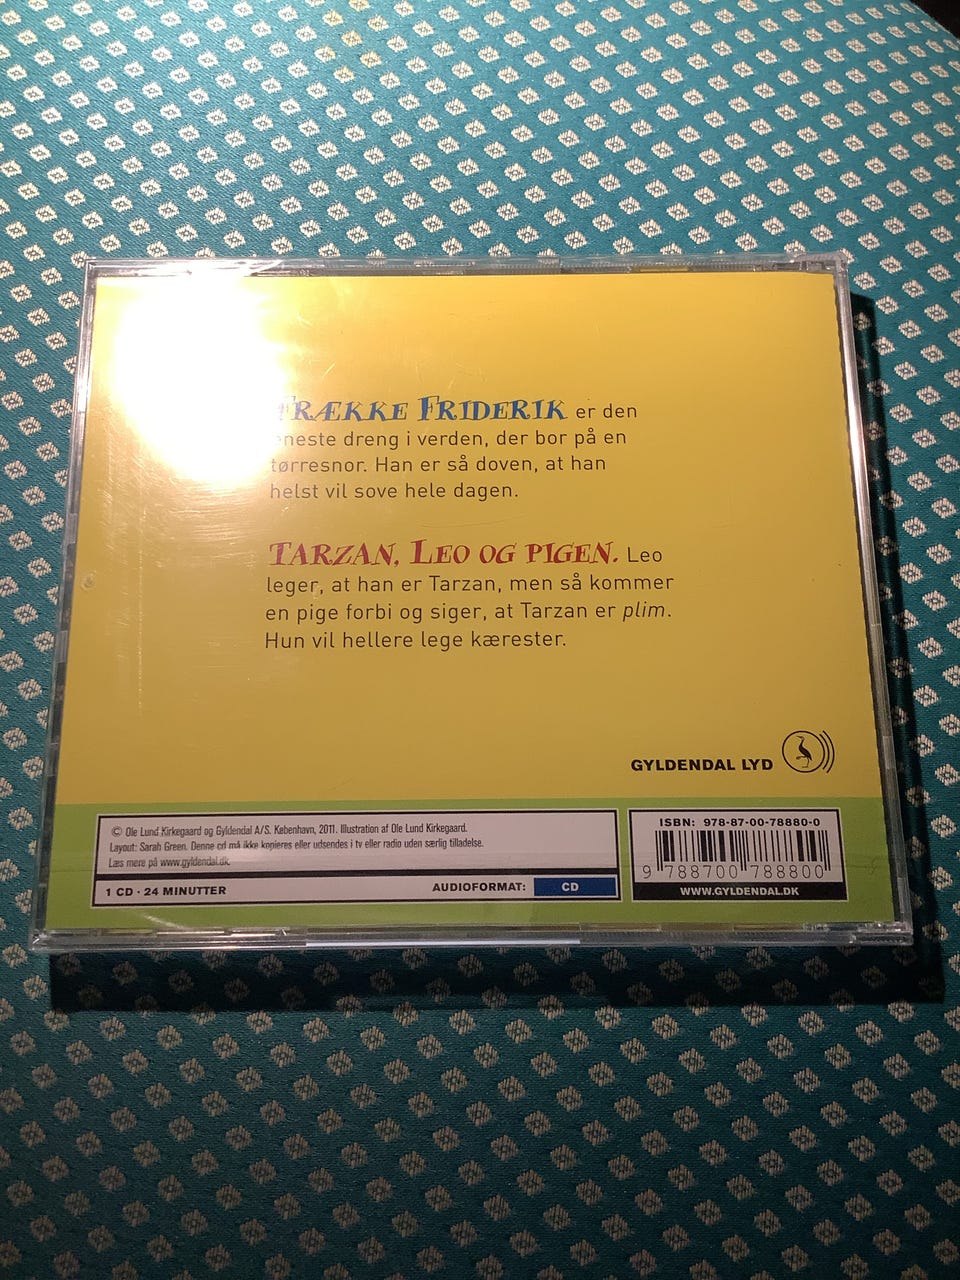 FRÆKKE FRIDERIK er den
eneste dreng i verden, der bor på en
tørresnor. Han er så doven, at han
helst vil sove hele dagen.
TARZAN, LEO OG PIGEN. Leo
leger, at han er Tarzan, men så kommer
en pige forbi og siger, at Tarzan er plim.
Hun vil hellere lege kærester.
GYLDENDAL LYD
© Ole Lund Kirkegaard og Gyldendal A/S. København, 2011. Illustration af Ole Lund Kirkegaard.
Layout: Sarah Green. Denne cd må ikke kopieres eller udsendes i tv eller radio uden særlig tilladelse.
Læs mere på www.gyldendal.dk
1 CD · 24 MINUTTER AUDIOFORMAT: CD
ISBN: 978-87-00-78880-0
9 788700 788800
WWW.GYLDENDAL.DK